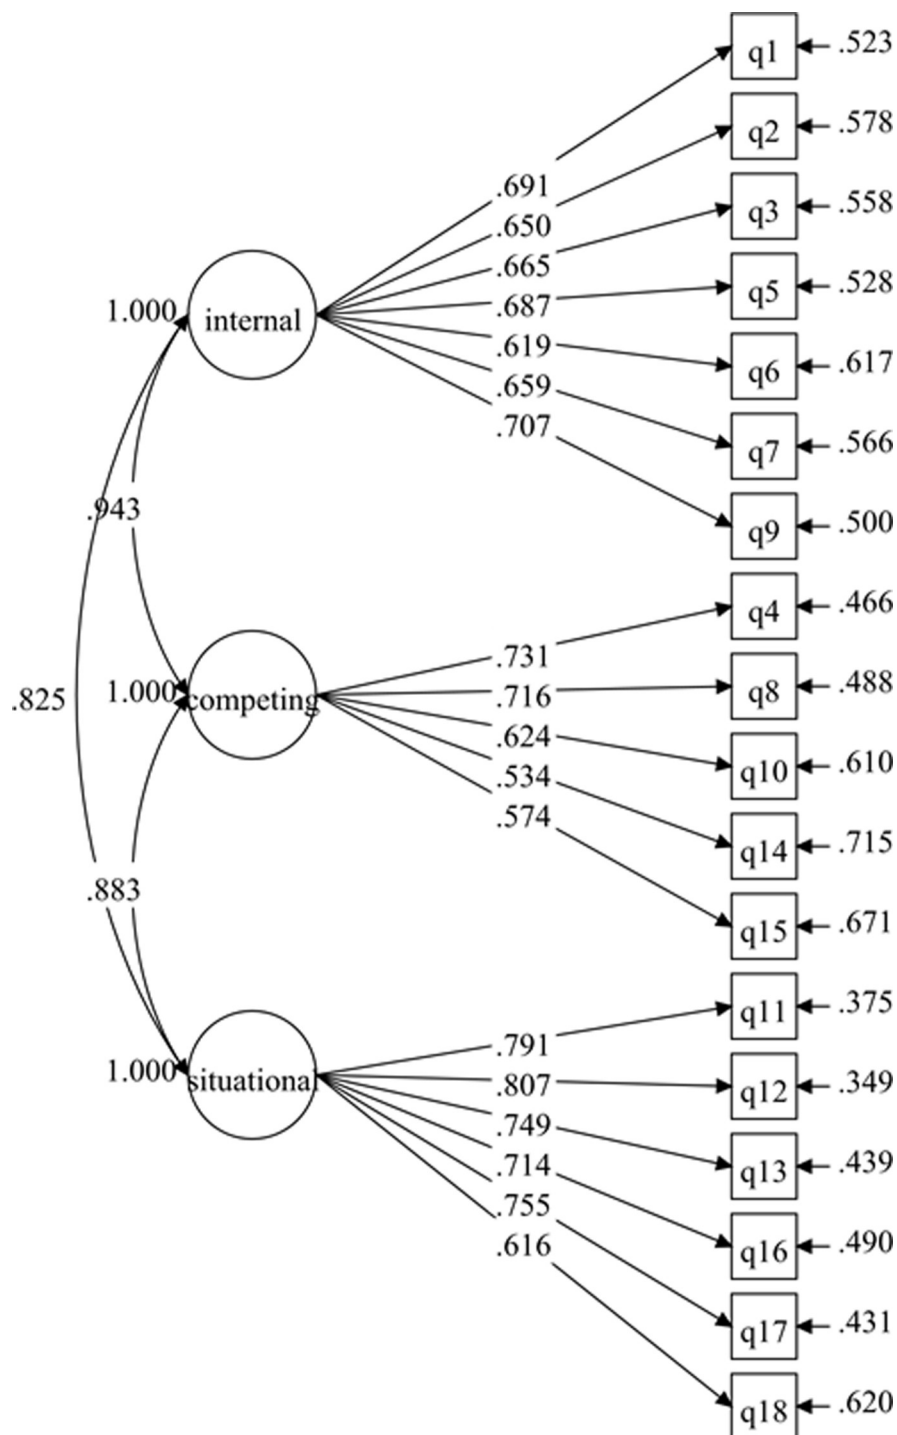 q1 .523
q2 .578
.691
q3 .558
.650
.665
q5 .528
.687
1.000 internal
.619
q6 .617
.659
.707
q7 .566
.943
q9 .500
q4 .466
.731
.825 1.000 competing .716 q8 .488
.624
q10 .610
.534
.574
q14 .715
.883
q15 .671
q11 .375
.791
1.000 situational .807 q12 .349
.749
q13 .439
.714
.755
q16 .490
.616
q17 .431
q18 .620